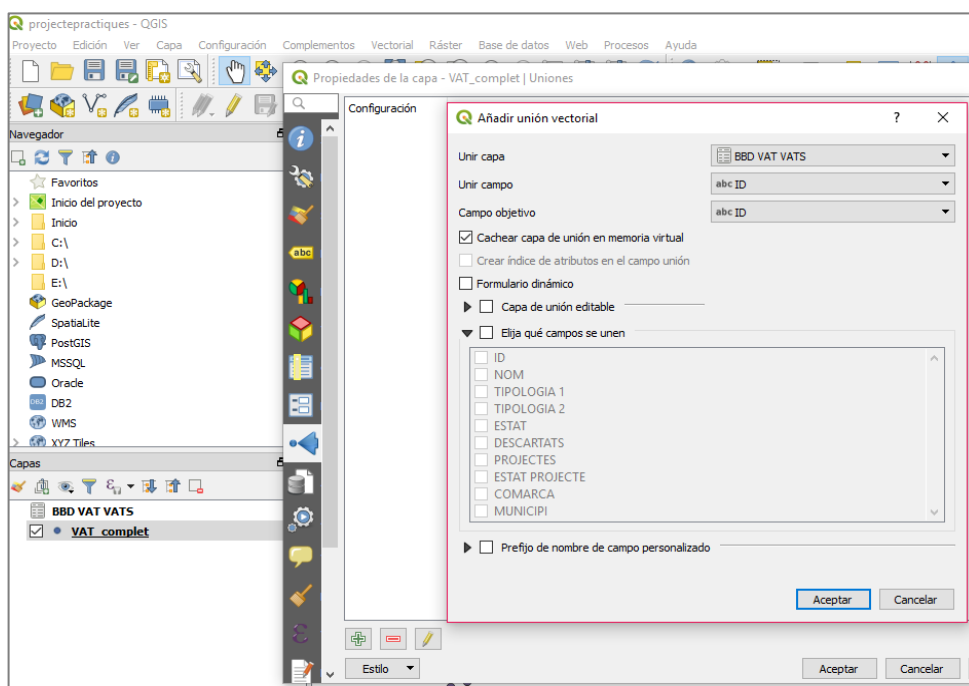 projectepractiques - QGIS
Proyecto Edición Ver Capa Configuración Complementos Vectorial Ráster Base de datos Web Procesos Ayuda
Navegador
Favoritos
Inicio del proyecto
Inicio
C:\
D:\
E:\
GeoPackage
SpatiaLite
PostGIS
MSSQL
Oracle
DB2 DB2
WMS
XYZ Tiles
Capas
BBD VAT VATS
VAT_complet
Propiedades de la capa - VAT_complet | Uniones
abc
Configuración
Estilo
Aceptar Cancelar
Añadir unión vectorial ? X
Unir capa BBD VAT VATS
Unir campo abc ID
Campo objetivo abc ID
Cachear capa de unión en memoria virtual
Crear índice de atributos en el campo unión
Formulario dinámico
Capa de unión editable
Elija qué campos se unen
ID
NOM
TIPOLOGIA 1
TIPOLOGIA 2
ESTAT
DESCARTATS
PROJECTES
ESTAT PROJECTE
COMARCA
MUNICIPI
Prefijo de nombre de campo personalizado
Aceptar Cancelar